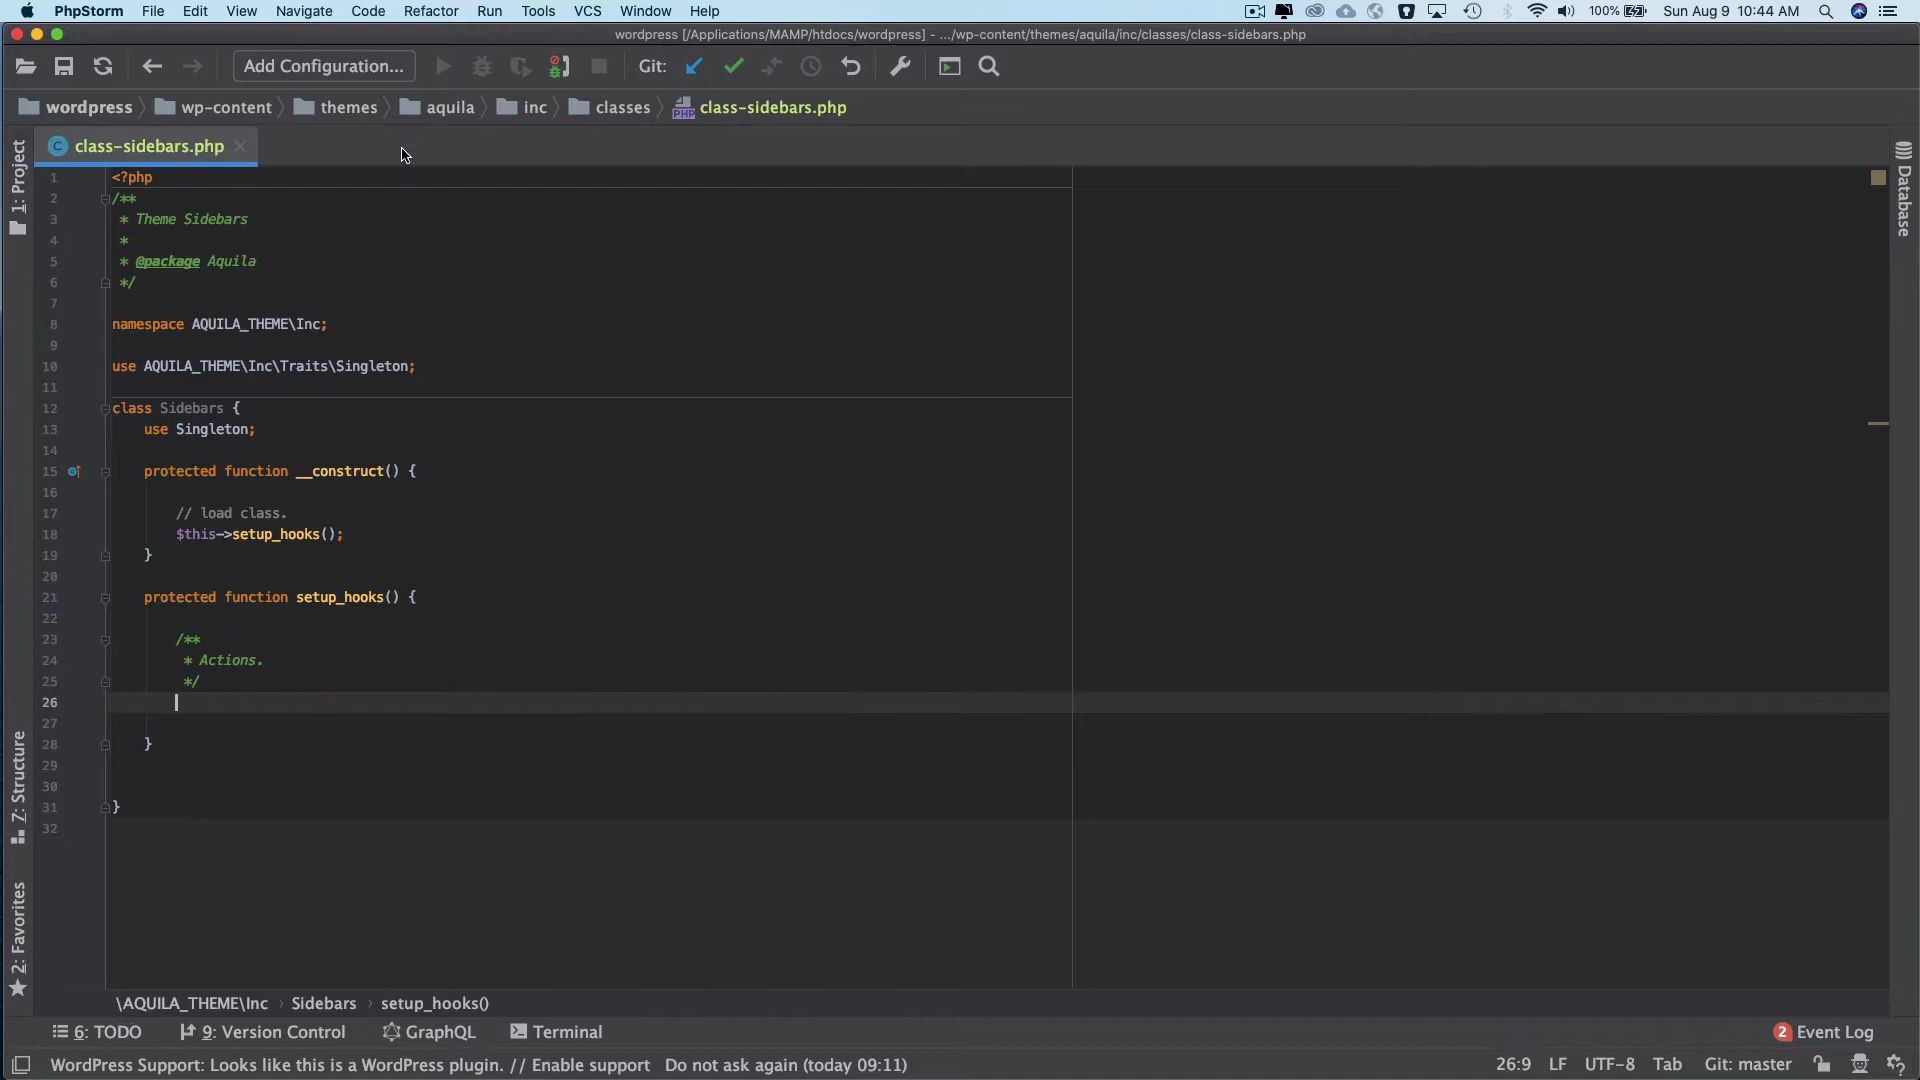 PhpStorm File Edit View Navigate Code Refactor Run Tools VCS Window Help 100% Sun Aug 9 10:44 AM
wordpress [/Applications/MAMP/htdocs/wordpress] - .../wp-content/themes/aquila/inc/classes/class-sidebars.php
Add Configuration... Git:
wordpress wp-content themes aquila inc classes class-sidebars.php
class-sidebars.php
1: Project
Database
1 <?php
2 /**
3 * Theme Sidebars
4 *
5 * @package Aquila
6 */
7
8 namespace AQUILA_THEME\Inc;
9
10 use AQUILA_THEME\Inc\Traits\Singleton;
11
12 class Sidebars {
13 use Singleton;
14
15 protected function __construct() {
16
17 // load class.
18 $this->setup_hooks();
19 }
20
21 protected function setup_hooks() {
22
23 /**
24 * Actions.
25 */
26
27
28 }
29
30
31 }
32
Z: Structure
2: Favorites
\AQUILA_THEME\Inc › Sidebars › setup_hooks()
6: TODO 9: Version Control GraphQL Terminal 2 Event Log
WordPress Support: Looks like this is a WordPress plugin. // Enable support Do not ask again (today 09:11) 26:9 LF UTF-8 Tab Git: master